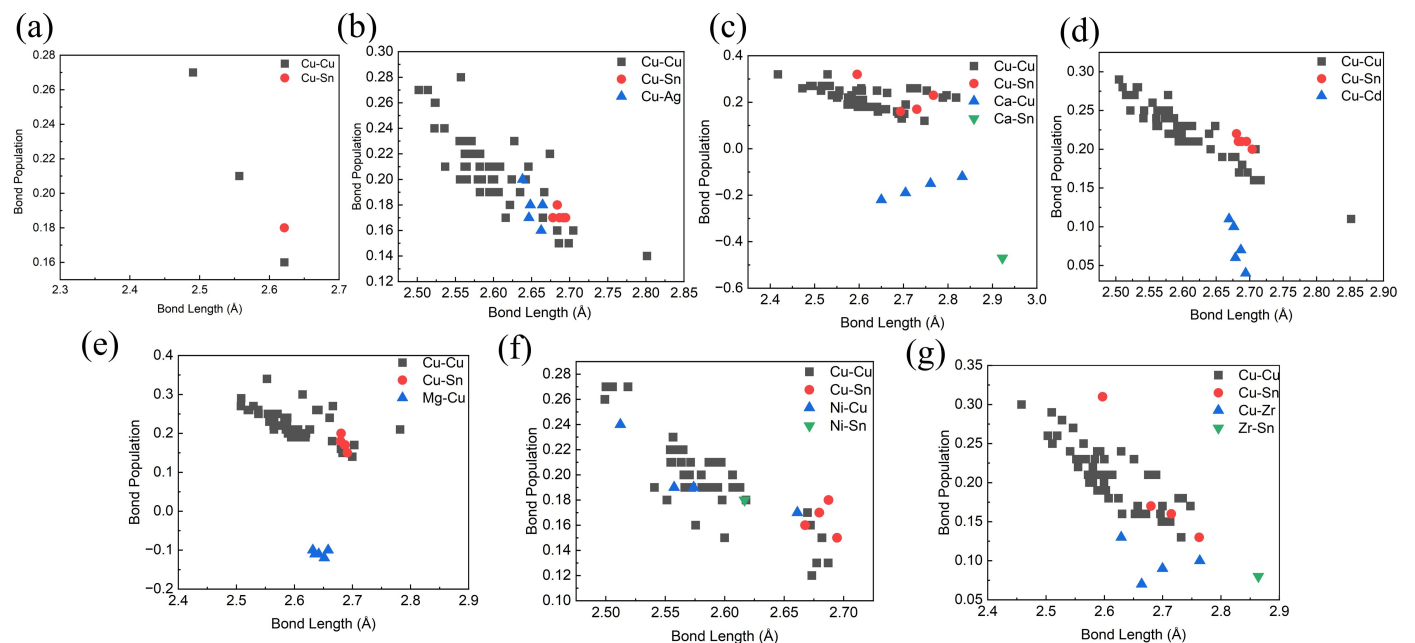 (a)
0.28
0.26
0.24
0.22
0.20
0.18
0.16
2.3 2.4 2.5 2.6 2.7
Bond Population
Bond Length (Å)
Cu-Cu
Cu-Sn
(b)
0.30
0.28
0.26
0.24
0.22
0.20
0.18
0.16
0.14
0.12
2.50 2.55 2.60 2.65 2.70 2.75 2.80 2.85
Bond Population
Bond Length (Å)
Cu-Cu
Cu-Sn
Cu-Ag
(c)
0.4
0.2
0.0
−0.2
−0.4
−0.6
2.4 2.5 2.6 2.7 2.8 2.9 3.0
Bond Population
Bond Length (Å)
Cu-Cu
Cu-Sn
Ca-Cu
Ca-Sn
(d)
0.30
0.25
0.20
0.15
0.10
0.05
2.50 2.55 2.60 2.65 2.70 2.75 2.80 2.85 2.90
Bond Population
Bond Length (Å)
Cu-Cu
Cu-Sn
Cu-Cd
(e)
0.4
0.3
0.2
0.1
0.0
−0.1
−0.2
2.4 2.5 2.6 2.7 2.8 2.9
Bond Population
Bond Length (Å)
Cu-Cu
Cu-Sn
Mg-Cu
(f)
0.28
0.26
0.24
0.22
0.20
0.18
0.16
0.14
0.12
0.10
2.50 2.55 2.60 2.65 2.70
Bond Population
Bond Length (Å)
Cu-Cu
Cu-Sn
Ni-Cu
Ni-Sn
(g)
0.35
0.30
0.25
0.20
0.15
0.10
0.05
2.4 2.5 2.6 2.7 2.8 2.9
Bond Population
Bond Length (Å)
Cu-Cu
Cu-Sn
Cu-Zr
Zr-Sn